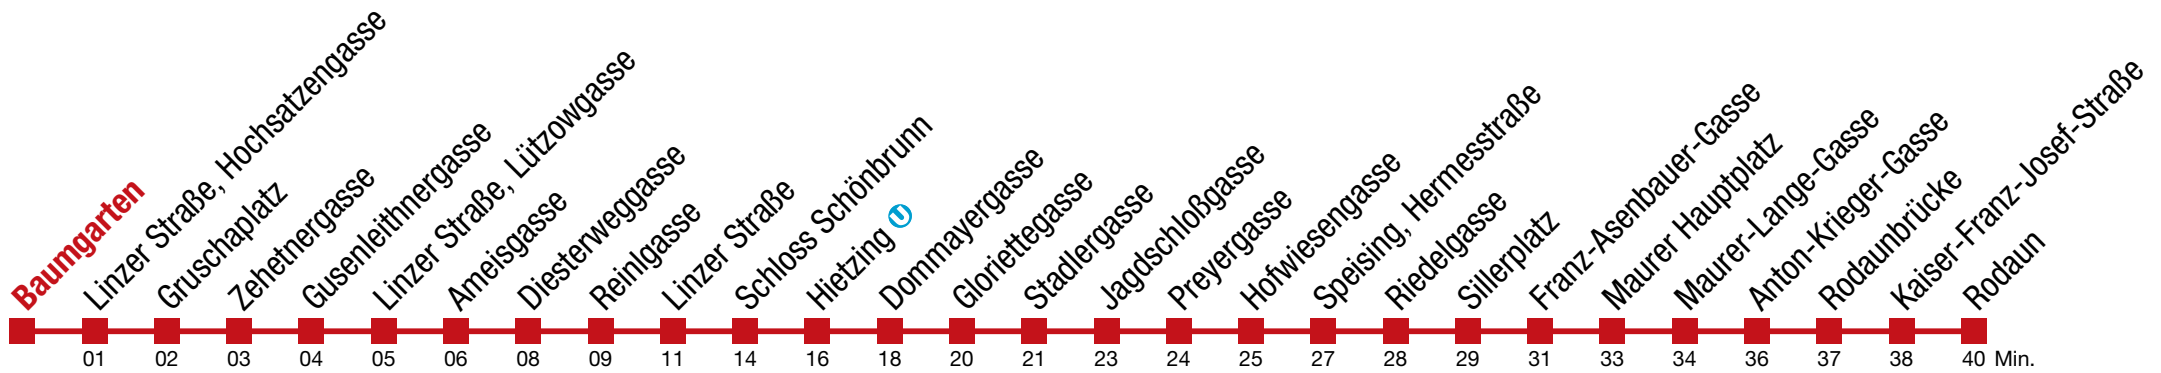 Baumgarten
Linzer Straße, Hochsatzengasse
Gruschaplatz
Zehetnergasse
Gusenleithnergasse
Linzer Straße, Lützowgasse
Ameisgasse
Diesterweggasse
Reinlgasse
Linzer Straße
Schloss Schönbrunn
Hietzing U
Dommayergasse
Gloriettegasse
Stadlergasse
Jagdschloßgasse
Preyergasse
Hofwiesengasse
Speising, Hermesstraße
Riedelgasse
Sillerplatz
Franz-Asenbauer-Gasse
Maurer Hauptplatz
Maurer-Lange-Gasse
Anton-Krieger-Gasse
Rodaunbrücke
Kaiser-Franz-Josef-Straße
Rodaun
01 02 03 04 05 06 08 09 11 14 16 18 20 21 23 24 25 27 28 29 31 33 34 36 37 38 40 Min.